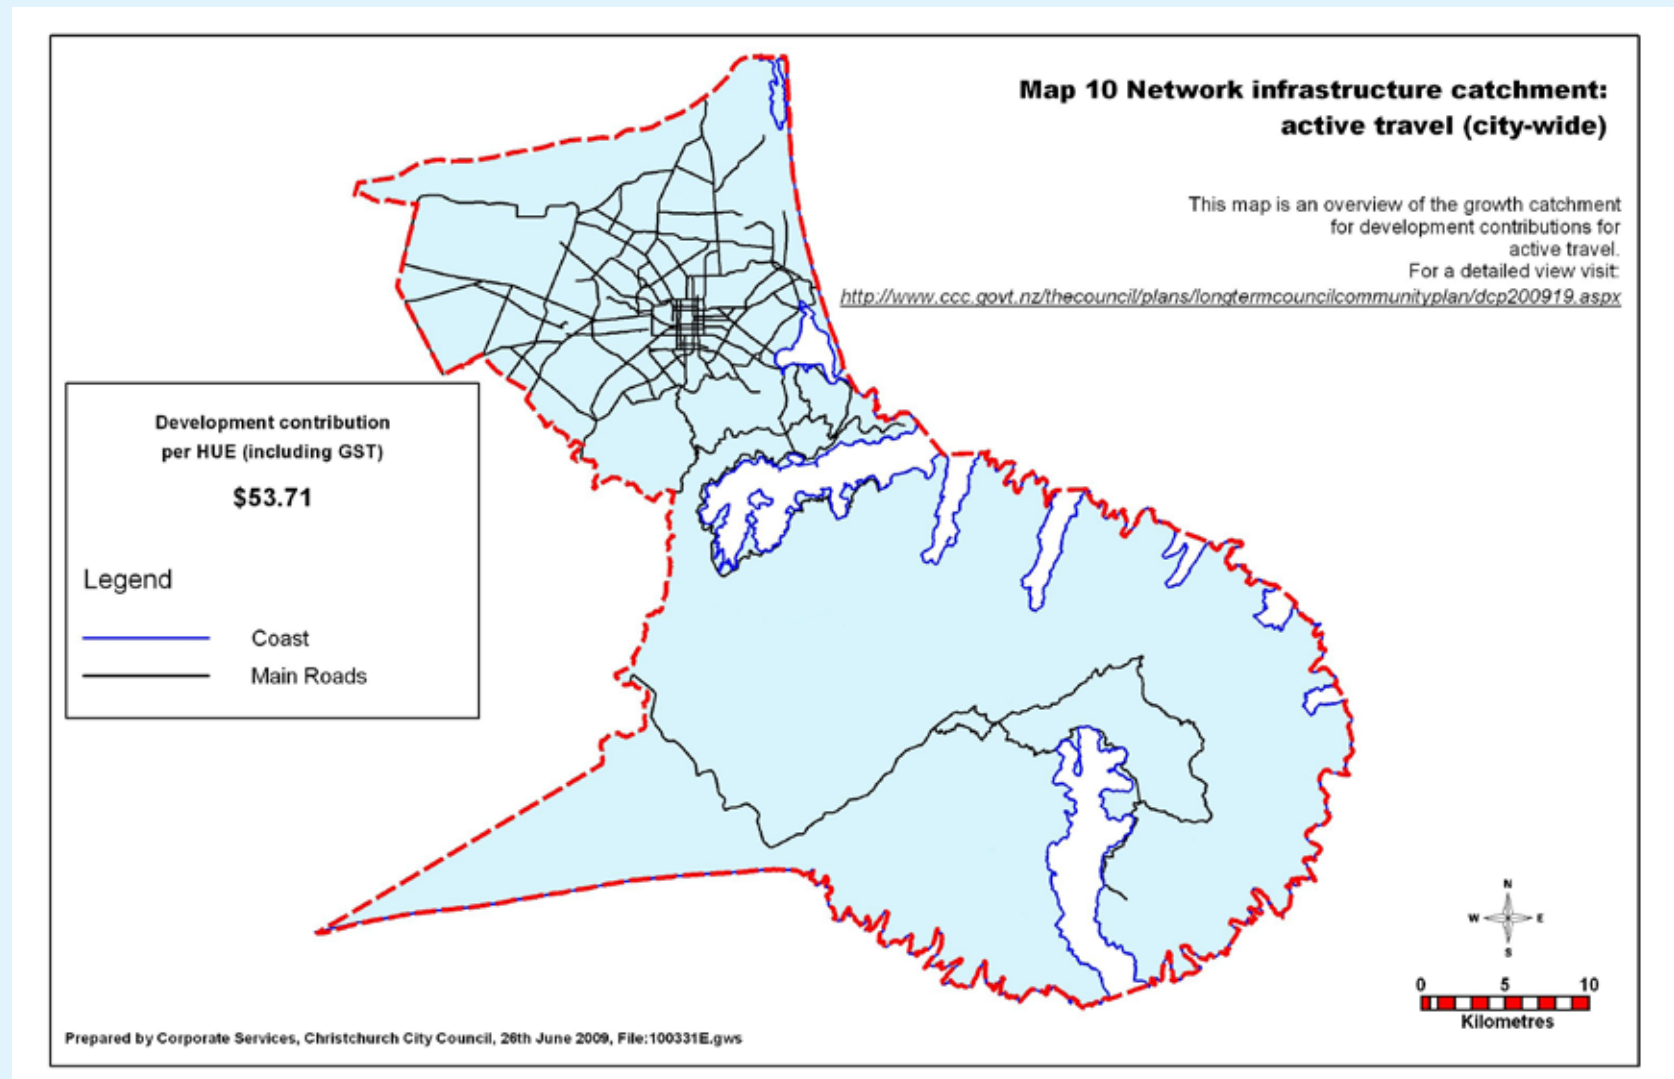 Map 10 Network infrastructure catchment:
active travel (city-wide)
This map is an overview of the growth catchment
for development contributions for
active travel.
For a detailed view visit:
http://www.ccc.govt.nz/thecouncil/plans/longtermcouncilcommunityplan/dcp200919.aspx
Development contribution
per HUE (including GST)
$53.71
Legend
Coast
Main Roads
N
W E
S
0 5 10
Kilometres
Prepared by Corporate Services, Christchurch City Council, 26th June 2009, File:100331E.gws